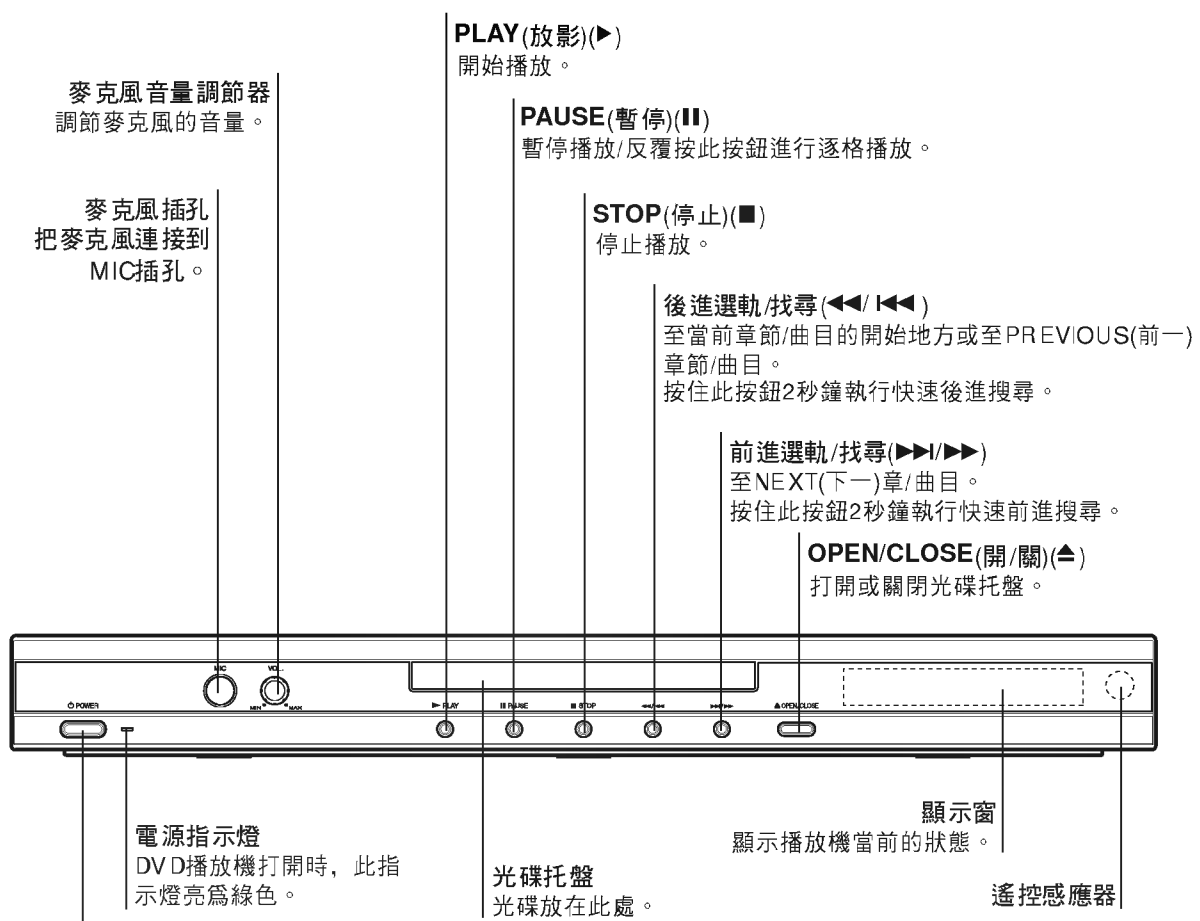 PLAY(放影)(▶)
開始播放。
麥克風音量調節器
調節麥克風的音量。
PAUSE(暫停)(II)
暫停播放/反覆按此按鈕進行逐格播放。
麥克風插孔
把麥克風連接到
MIC插孔。
STOP(停止)(■)
停止播放。
後進選軌/找尋(◀◀/I◀◀)
至當前章節/曲目的開始地方或至PREVIOUS(前一)
章節/曲目。
按住此按鈕2秒鐘執行快速後進搜尋。
前進選軌/找尋(▶▶I/▶▶)
至NEXT(下一)章/曲目。
按住此按鈕2秒鐘執行快速前進搜尋。
OPEN/CLOSE(開/關)(≜)
打開或關閉光碟托盤。
MIC
VOL.
MIN
MAX
POWER
▶ PLAY
II PAUSE
■ STOP
◀◀/I◀◀
▶▶I/▶▶
≜ OPEN/CLOSE
電源指示燈
DVD播放機打開時，此指
示燈亮爲綠色。
光碟托盤
光碟放在此處。
顯示窗
顯示播放機當前的狀態。
遙控感應器